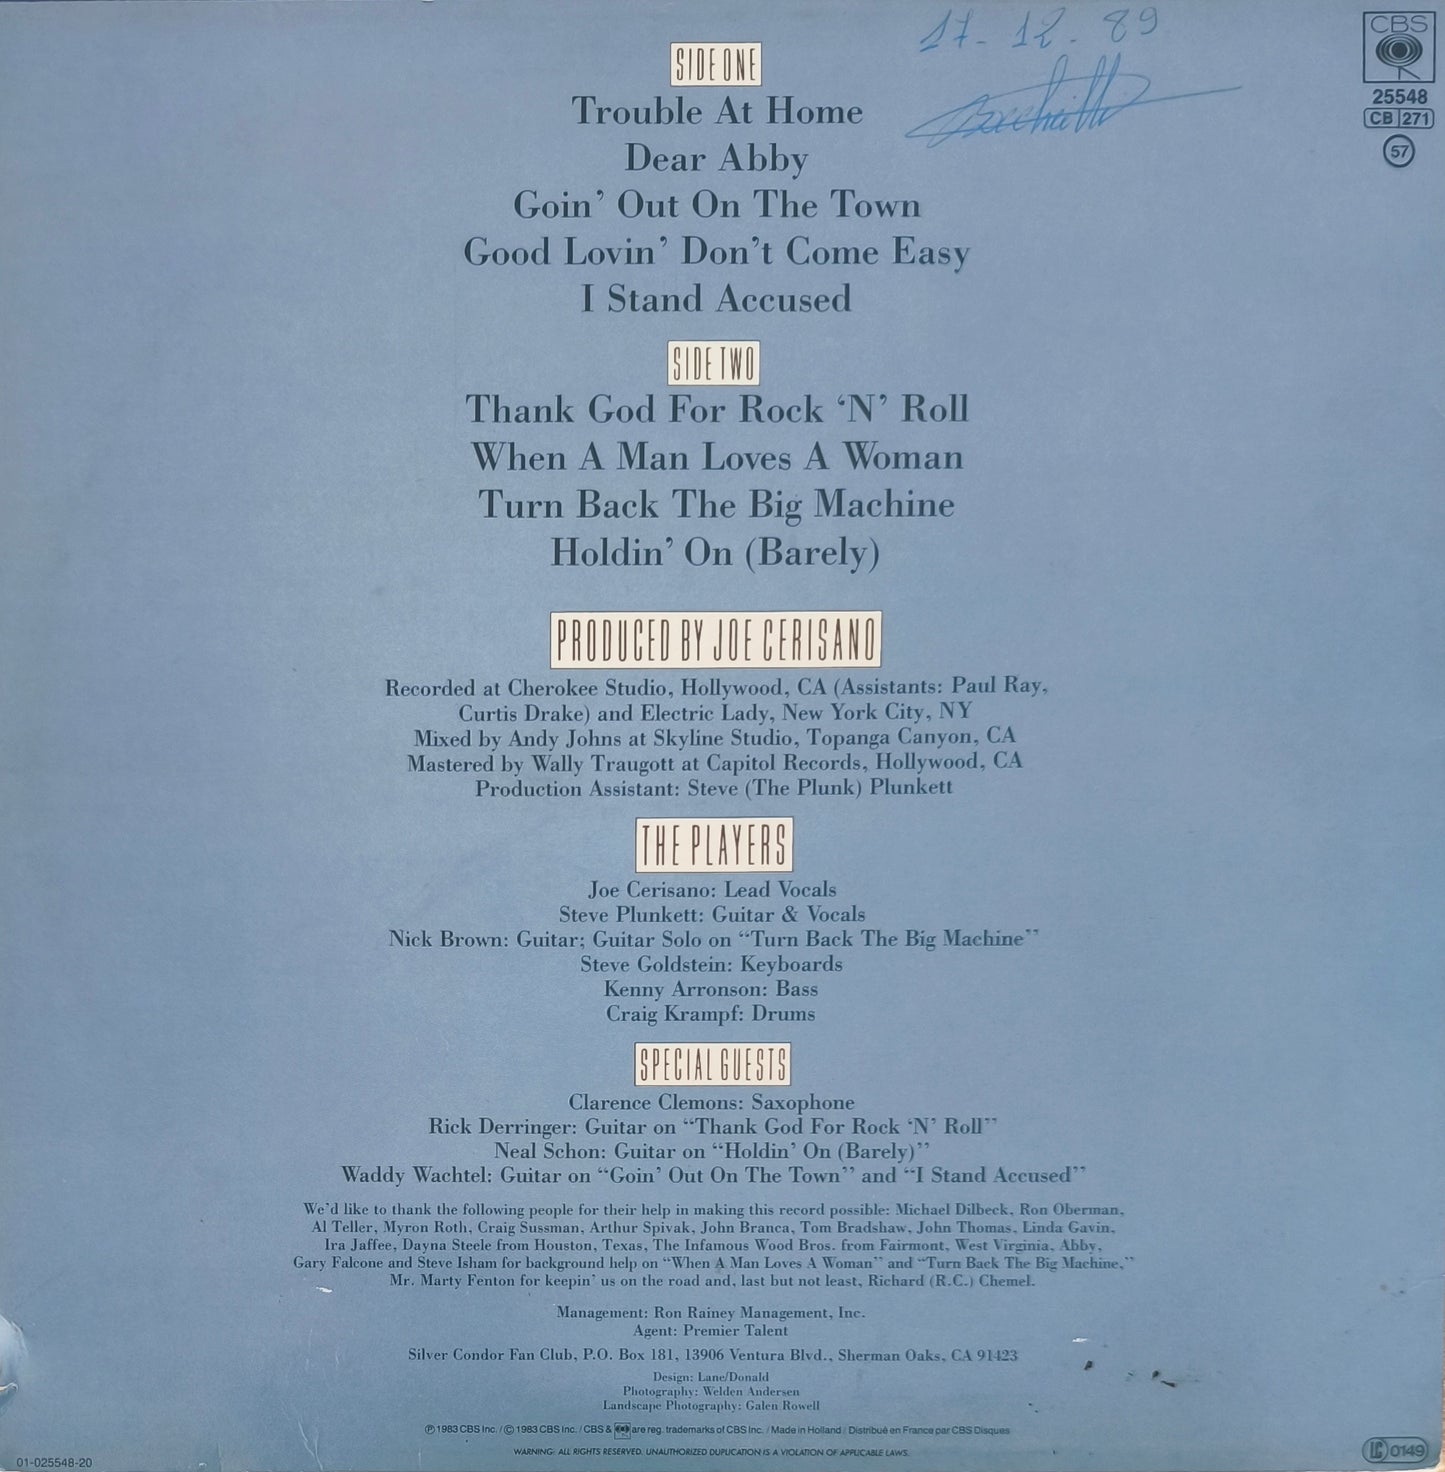 17-12.89
CBS
25548
CB 271
57
SIDE ONE
Trouble At Home
Dear Abby
Goin’ Out On The Town
Good Lovin’ Don’t Come Easy
I Stand Accused
SIDE TWO
Thank God For Rock ‘N’ Roll
When A Man Loves A Woman
Turn Back The Big Machine
Holdin’ On (Barely)
PRODUCED BY JOE CERISANO
Recorded at Cherokee Studio, Hollywood, CA (Assistants: Paul Ray,
Curtis Drake) and Electric Lady, New York City, NY
Mixed by Andy Johns at Skyline Studio, Topanga Canyon, CA
Mastered by Wally Traugott at Capitol Records, Hollywood, CA
Production Assistant: Steve (The Plunk) Plunkett
THE PLAYERS
Joe Cerisano: Lead Vocals
Steve Plunkett: Guitar & Vocals
Nick Brown: Guitar; Guitar Solo on “Turn Back The Big Machine”
Steve Goldstein: Keyboards
Kenny Arronson: Bass
Craig Krampf: Drums
SPECIAL GUESTS
Clarence Clemons: Saxophone
Rick Derringer: Guitar on “Thank God For Rock ‘N’ Roll”
Neal Schon: Guitar on “Holdin’ On (Barely)”
Waddy Wachtel: Guitar on “Goin’ Out On The Town” and “I Stand Accused”
We’d like to thank the following people for their help in making this record possible: Michael Dilbeck, Ron Oberman,
Al Teller, Myron Roth, Craig Sussman, Arthur Spivak, John Branca, Tom Bradshaw, John Thomas, Linda Gavin,
Ira Jaffee, Dayna Steele from Houston, Texas, The Infamous Wood Bros. from Fairmont, West Virginia, Abby,
Gary Falcone and Steve Isham for background help on “When A Man Loves A Woman” and “Turn Back The Big Machine,”
Mr. Marty Fenton for keepin’ us on the road and, last but not least, Richard (R.C.) Chemel.
Management: Ron Rainey Management, Inc.
Agent: Premier Talent
Silver Condor Fan Club, P.O. Box 181, 13906 Ventura Blvd., Sherman Oaks, CA 91423
Design: Lane/Donald
Photography: Welden Andersen
Landscape Photography: Galen Rowell
℗ 1983 CBS Inc. / © 1983 CBS Inc. / CBS & are reg. trademarks of CBS Inc. / Made in Holland / Distribué en France par CBS Disques
WARNING: ALL RIGHTS RESERVED. UNAUTHORIZED DUPLICATION IS A VIOLATION OF APPLICABLE LAWS.
01-025548-20
LC 0149